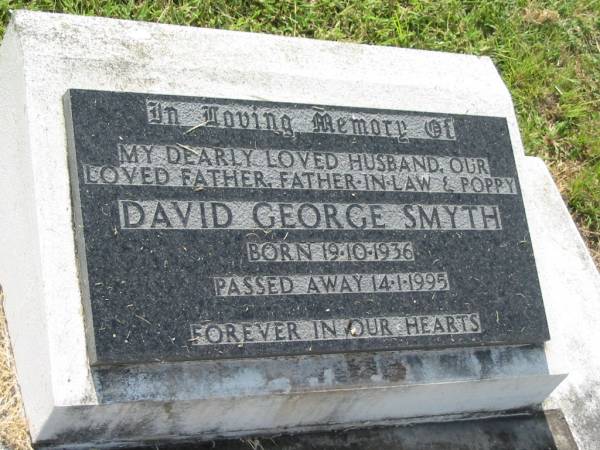 In Loving Memory Of
MY DEARLY LOVED HUSBAND, OUR
LOVED FATHER, FATHER-IN-LAW & POPPY
DAVID GEORGE SMYTH
BORN 19·10·1936
PASSED AWAY 14·1·1995
FOREVER IN OUR HEARTS